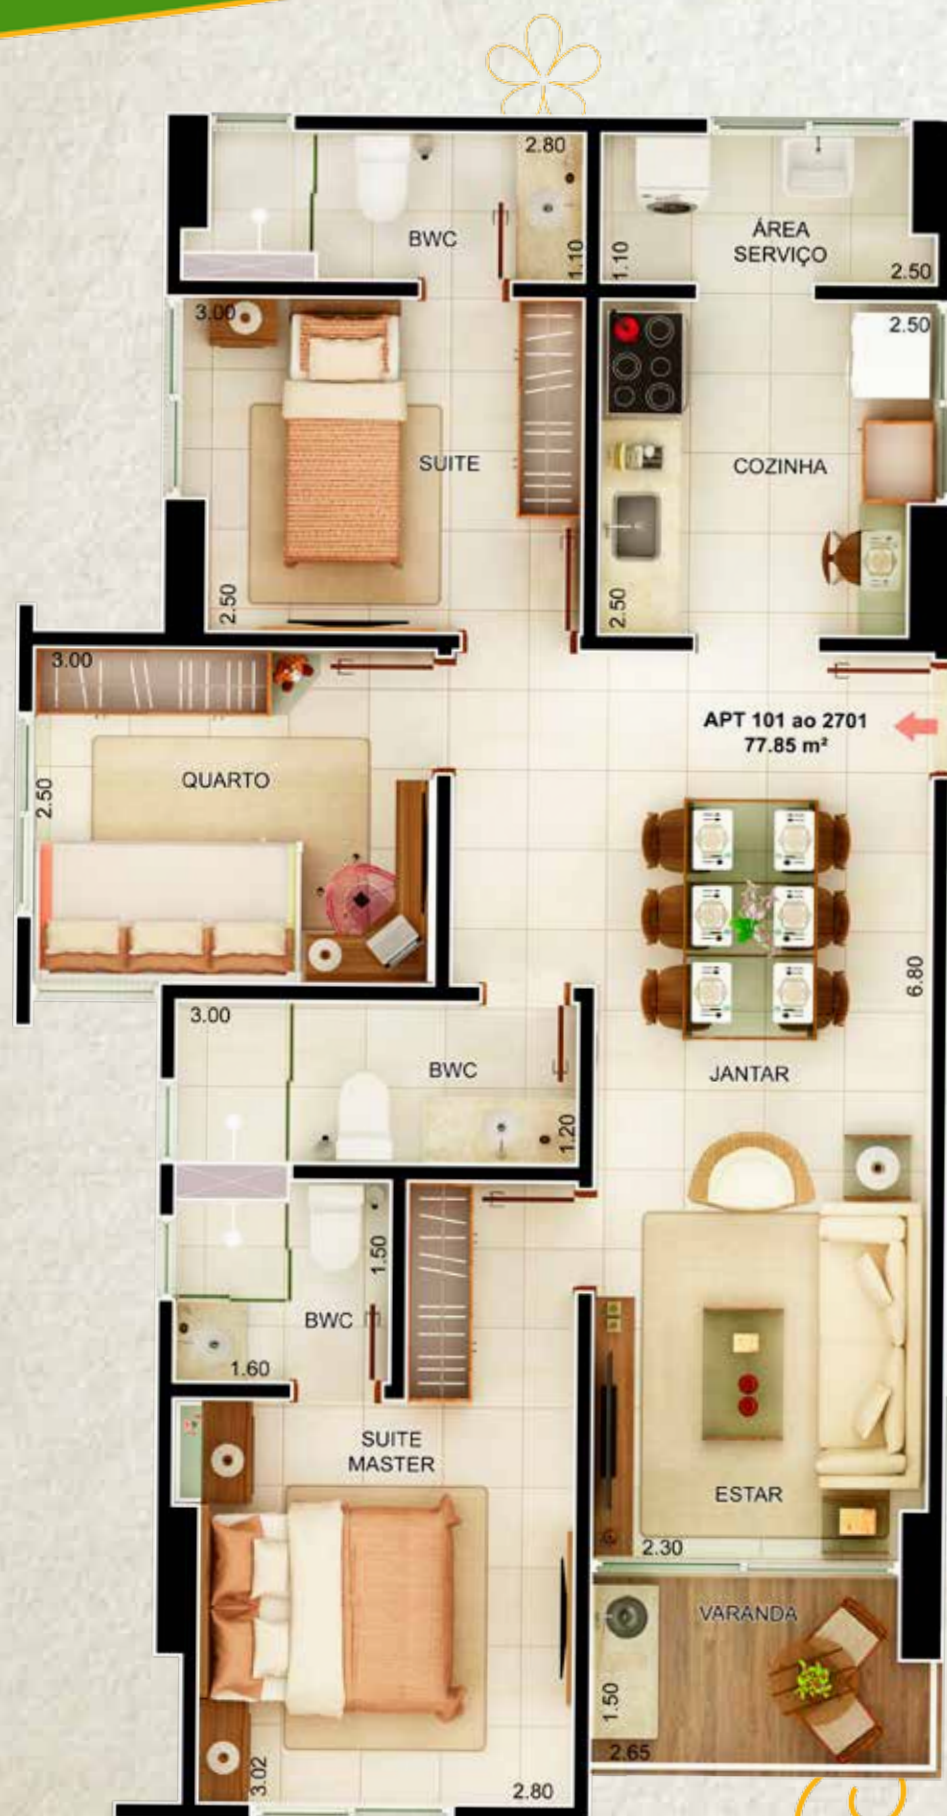 2.80
BWC
1.10
ÁREA
SERVIÇO
1.10
2.50
3.00
2.50
SUITE
COZINHA
2.50
2.50
3.00
APT 101 ao 2701
77.85 m²
QUARTO
2.50
6.80
3.00
BWC
JANTAR
1.20
1.50
BWC
1.60
SUITE
MASTER
ESTAR
2.30
VARANDA
1.50
2.65
3.02
2.80